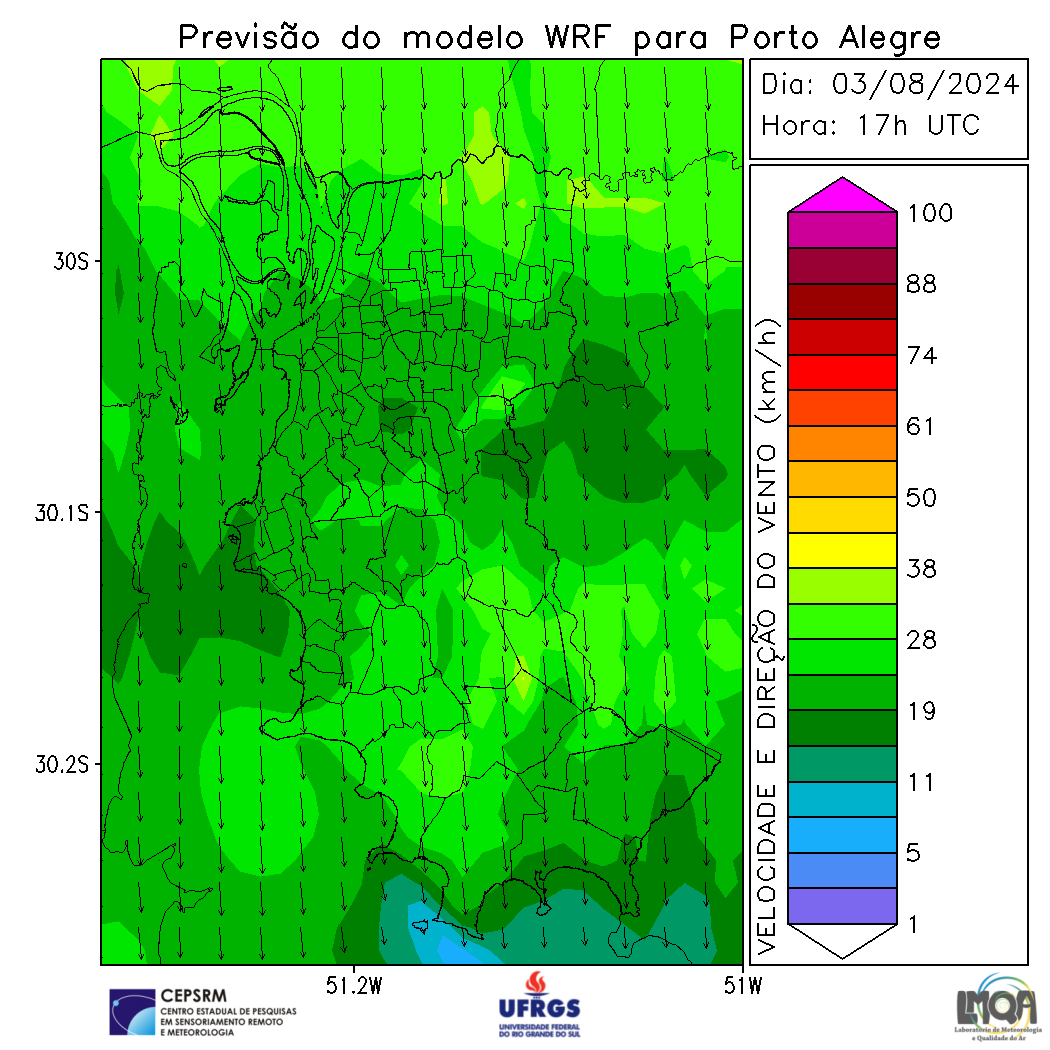 Previsão do modelo WRF para Porto Alegre
Dia: 03/08/2024
Hora: 17h UTC
30S
30.1S
30.2S
51.2W
51W
VELOCIDADE E DIREÇÃO DO VENTO (km/h)
100
88
74
61
50
38
28
19
11
5
1
CEPSRM
CENTRO ESTADUAL DE PESQUISAS
EM SENSORIAMENTO REMOTO
E METEOROLOGIA
UFRGS
UNIVERSIDADE FEDERAL
DO RIO GRANDE DO SUL
LMQA
Laboratório de Meteorologia
e Qualidade do Ar